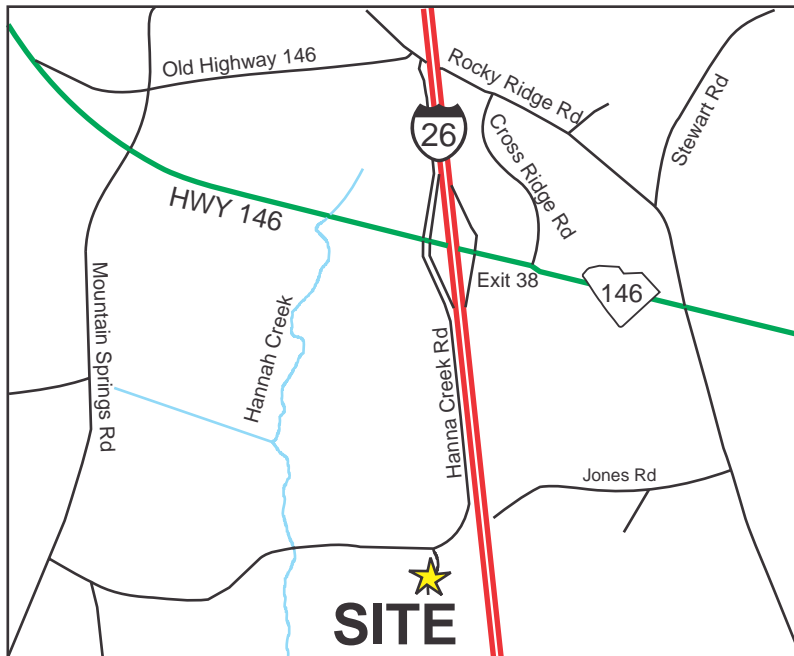 Old Highway 146
Rocky Ridge Rd
Stewart Rd
26
Cross Ridge Rd
HWY 146
Exit 38
146
Mountain Springs Rd
Hannah Creek
Hanna Creek Rd
Jones Rd
SITE